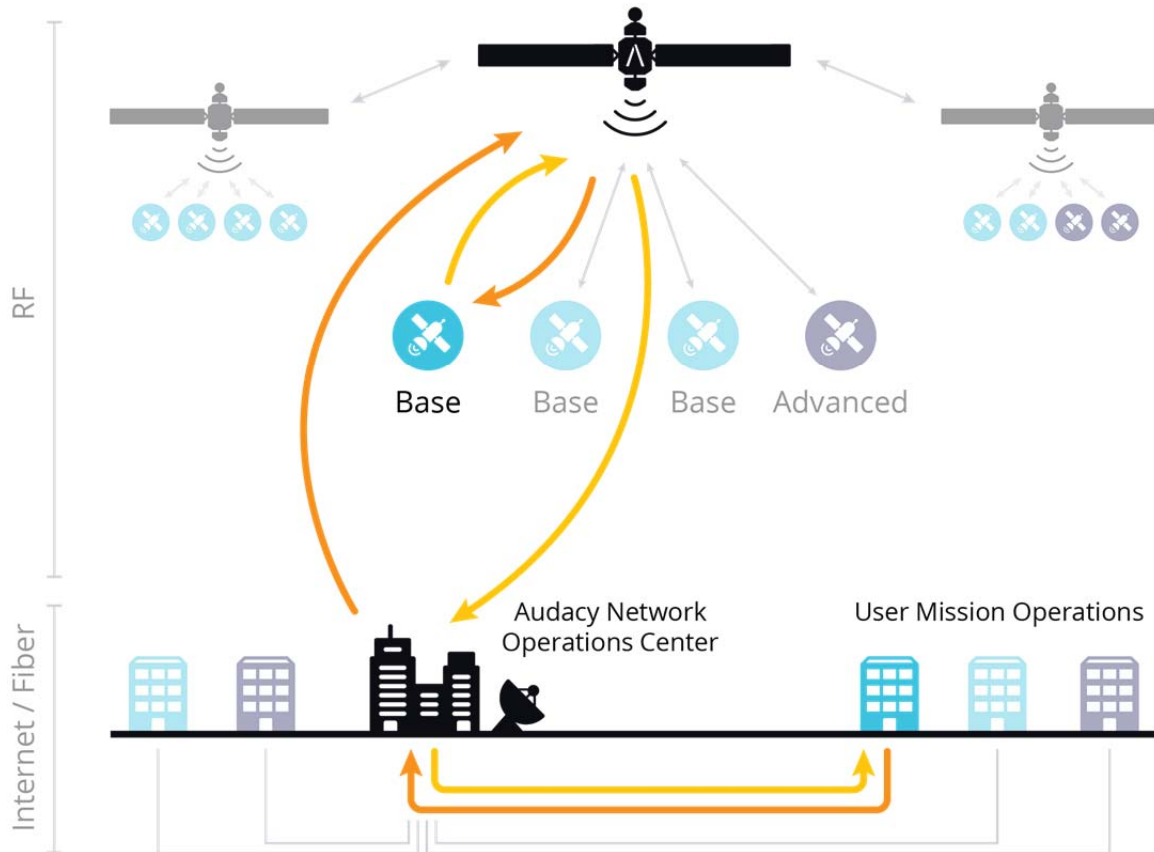 RF
Base
Base
Base
Advanced
Audacy Network
Operations Center
User Mission Operations
Internet / Fiber